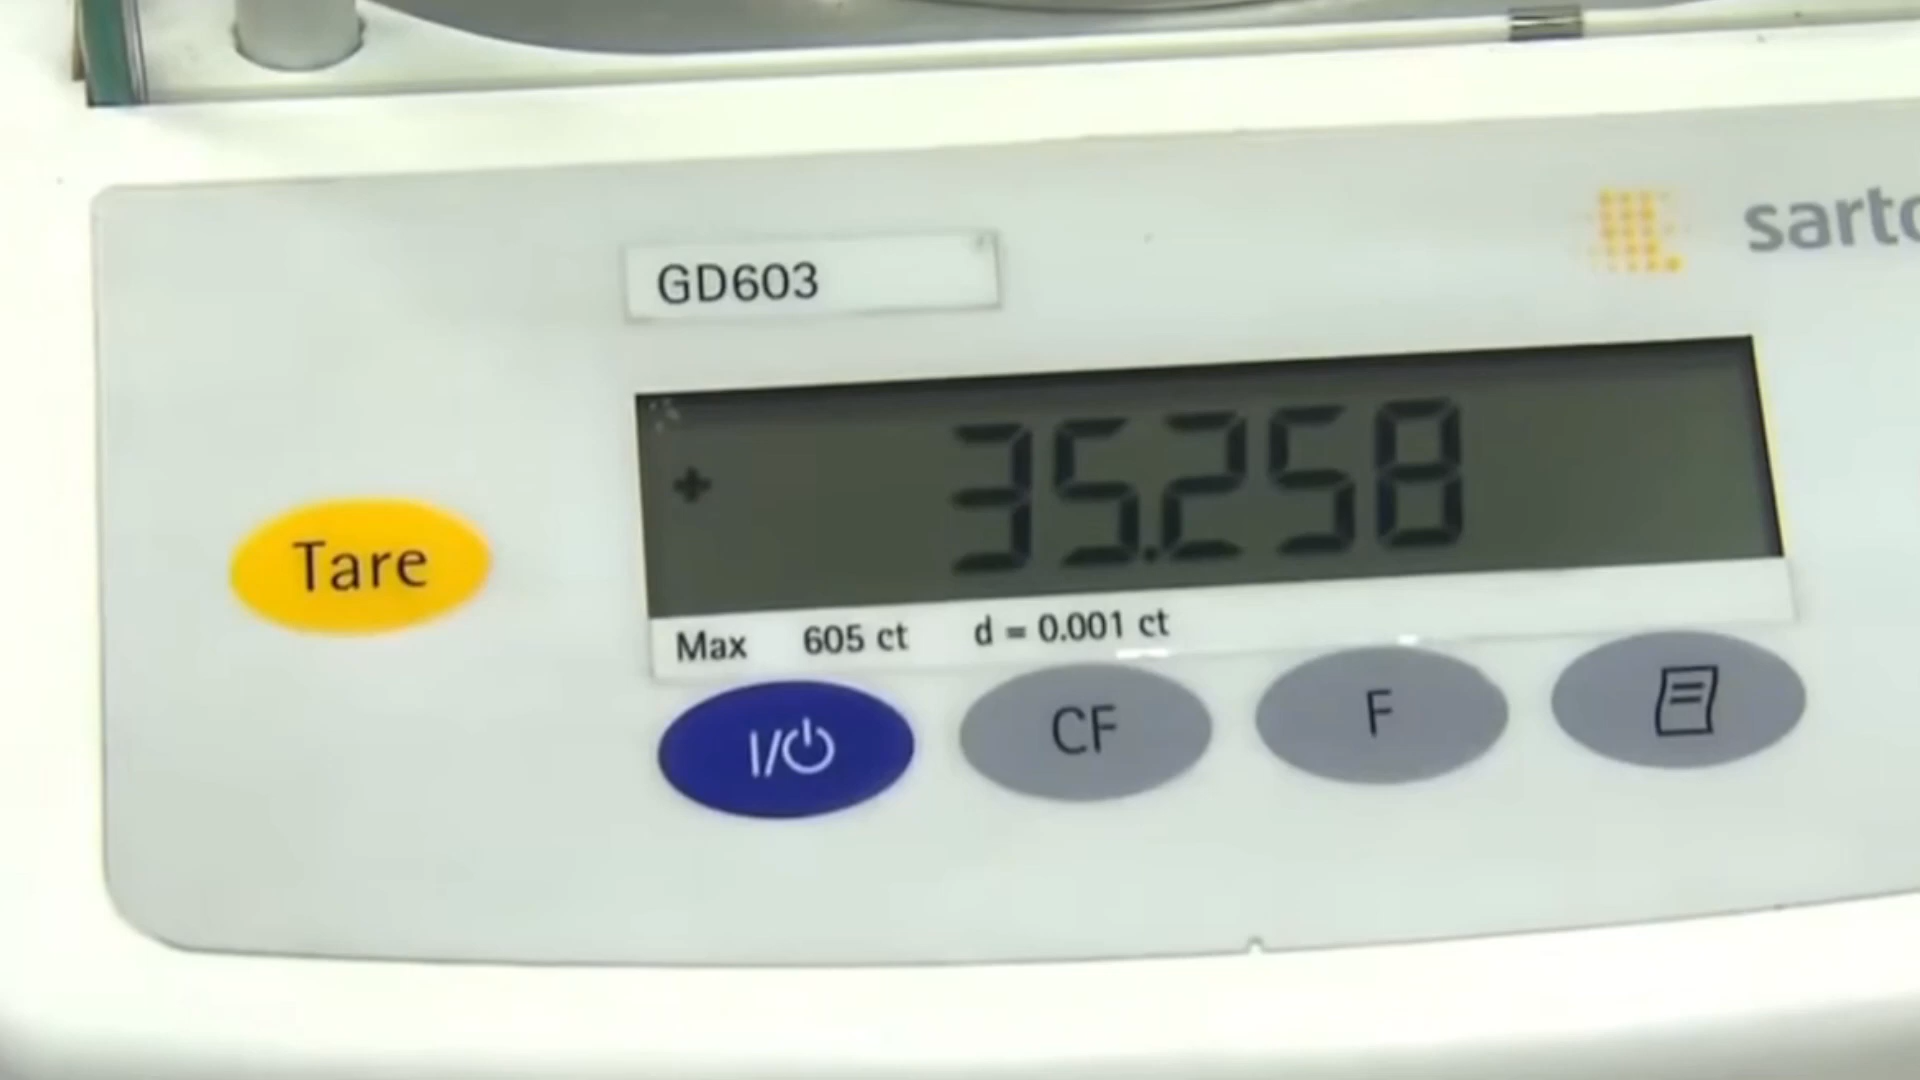 GD603
sarto
+ 35.258
Tare
Max 605 ct d = 0.001 ct
I/⏻ CF F